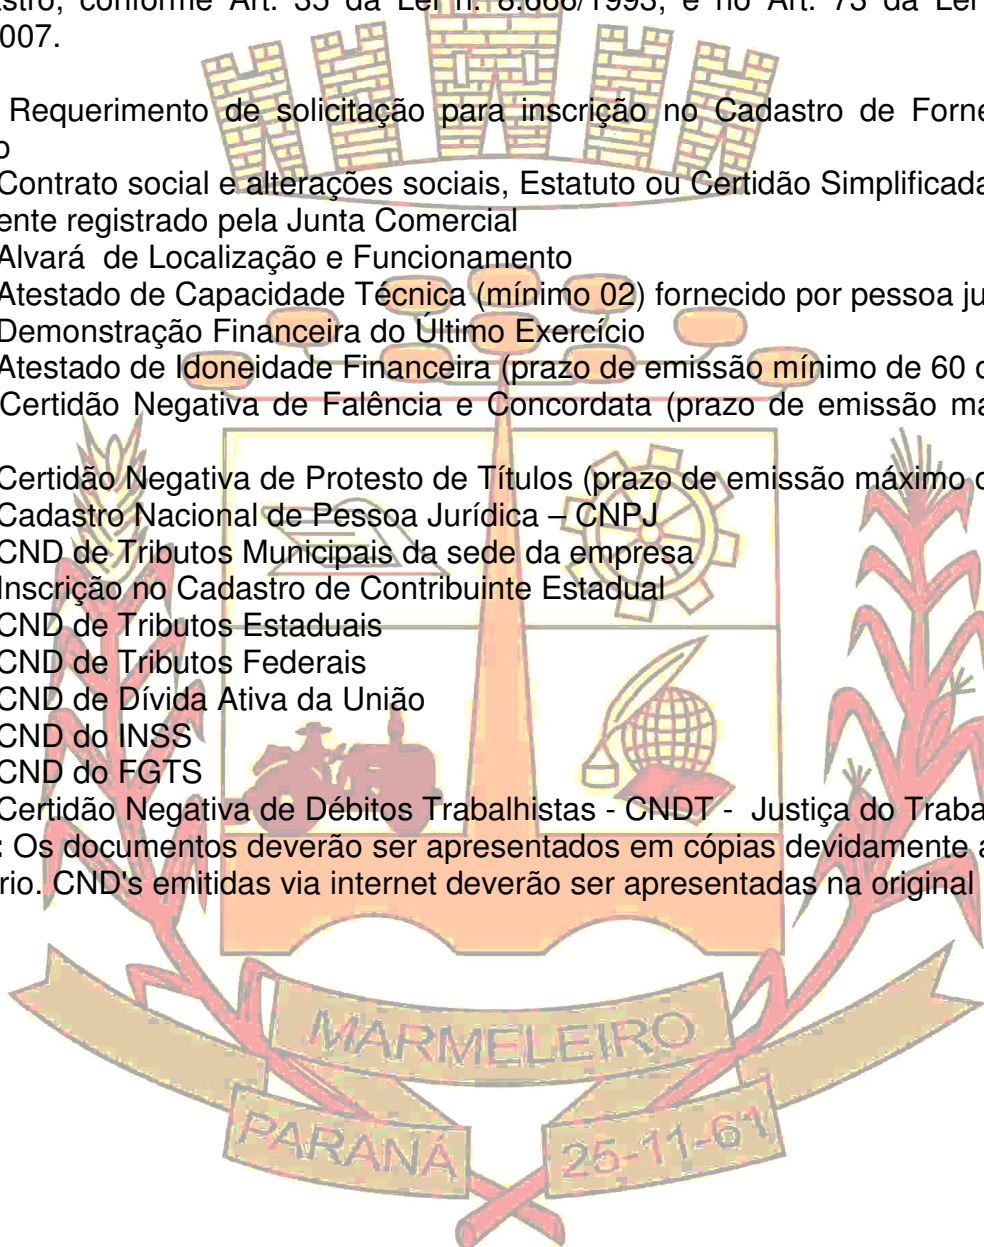 astro, conforme Art. 35 da Lei n. 8.666/1993, e no Art. 73 da Lei
007.
Requerimento de solicitação para inscrição no Cadastro de Forne
o
Contrato social e alterações sociais, Estatuto ou Certidão Simplificada
ente registrado pela Junta Comercial
Alvará de Localização e Funcionamento
Atestado de Capacidade Técnica (mínimo 02) fornecido por pessoa ju
Demonstração Financeira do Último Exercício
Atestado de Idoneidade Financeira (prazo de emissão mínimo de 60 d
Certidão Negativa de Falência e Concordata (prazo de emissão má
Certidão Negativa de Protesto de Títulos (prazo de emissão máximo d
Cadastro Nacional de Pessoa Jurídica – CNPJ
CND de Tributos Municipais da sede da empresa
Inscrição no Cadastro de Contribuinte Estadual
CND de Tributos Estaduais
CND de Tributos Federais
CND de Dívida Ativa da União
CND do INSS
CND do FGTS
Certidão Negativa de Débitos Trabalhistas - CNDT - Justiça do Traba
: Os documentos deverão ser apresentados em cópias devidamente a
rio. CND's emitidas via internet deverão ser apresentadas na original
MARMELEIRO
PARANÁ 25-11-61